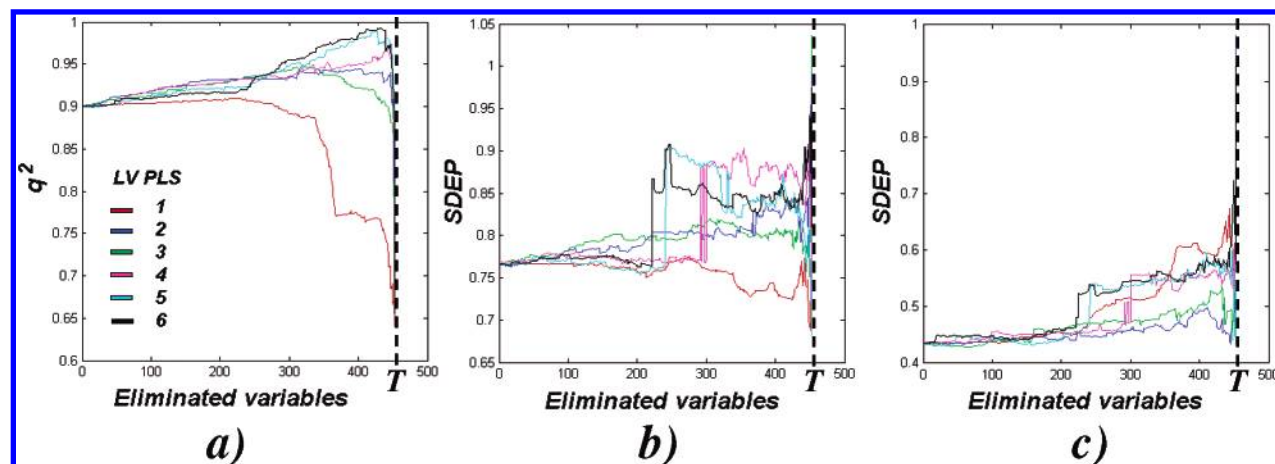 1
0.95
0.9
0.85
0.8
0.75
0.7
0.65
0.6
q²
LV PLS
1
2
3
4
5
6
0 100 200 300 400 500
T
Eliminated variables
a)
1.05
1
0.95
0.9
0.85
0.8
0.75
0.7
0.65
SDEP
0 100 200 300 400 500
T
Eliminated variables
b)
1
0.9
0.8
0.7
0.6
0.5
0.4
SDEP
0 100 200 300 400 500
T
Eliminated variables
c)